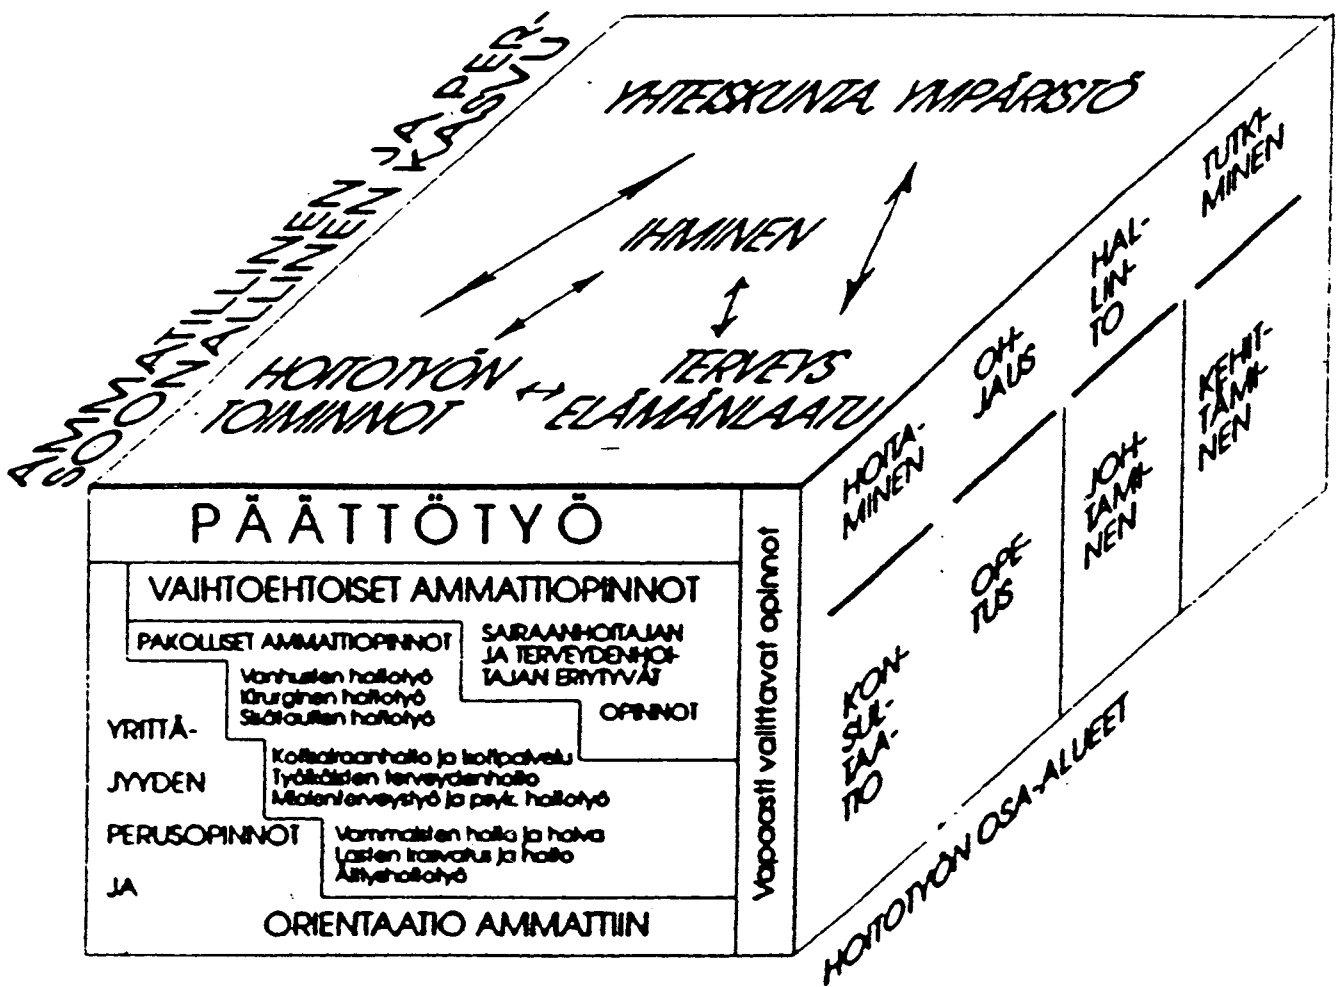 AMMATILLINEN JA PER-
SOONALLINEN KASVU
YHTEISKUNTA, YMPÄRISTÖ
IHMINEN
HOITOTYÖN
TOIMINNOT
TERVEYS
ELÄMÄNLAATU
PÄÄTTÖTYÖ
VAIHTOEHTOISET AMMATTIOPINNOT
PAKOLLISET AMMATTIOPINNOT
Vanhusten hoitotyö
Kirurginen hoitotyö
Sisätautien hoitotyö
SAIRAANHOITAJAN
JA TERVEYDENHOI-
TAJAN ERIYTYVÄT
OPINNOT
Kotisairaanhoito ja kotipalvelu
Työikäisten terveydenhoito
Mielenterveystyö ja psyk. hoitotyö
Vammaisten hoito ja hoiva
Lasten kasvatus ja hoito
Äitiyshoitotyö
YRITTÄ-
JYYDEN
PERUSOPINNOT
JA
ORIENTAATIO AMMATTIIN
Vapaasti valittavat opinnot
HOITA-
MINEN
OH-
JAUS
HAL-
LIN-
TO
TUTKI-
MINEN
KON-
SUL-
TAA-
TIO
OPE-
TUS
JOH-
TAMI-
NEN
KEHIT-
TÄMI-
NEN
HOITOTYÖN OSA-ALUEET